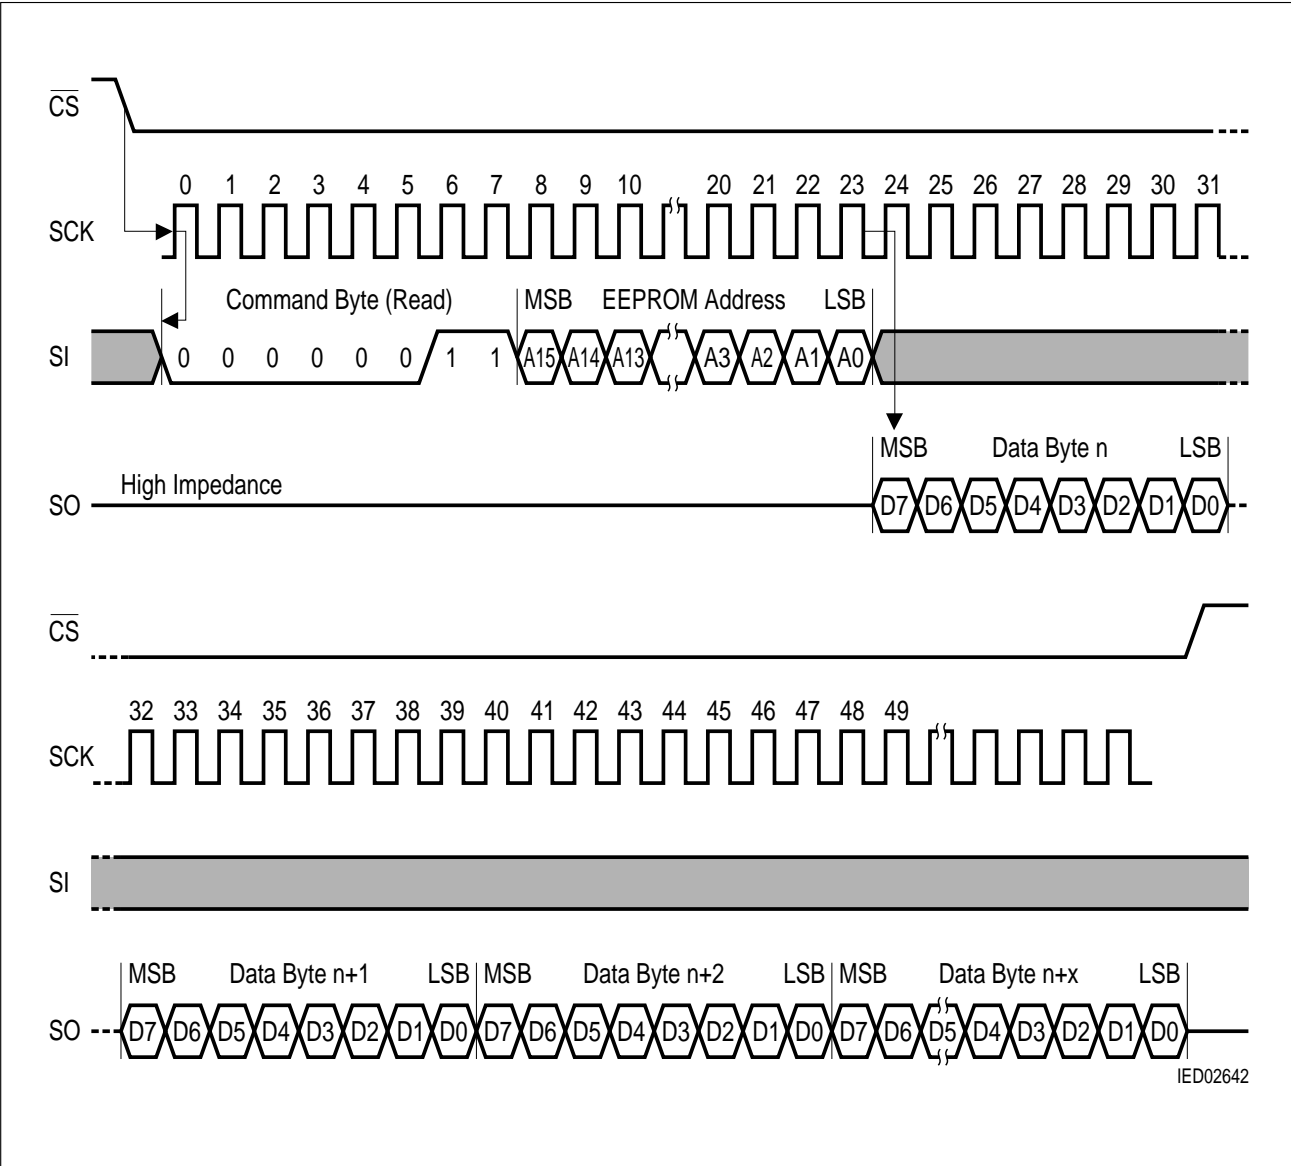 CS
0 1 2 3 4 5 6 7 8 9 10 20 21 22 23 24 25 26 27 28 29 30 31
SCK
Command Byte (Read) MSB EEPROM Address LSB
SI 0 0 0 0 0 0 1 1 A15 A14 A13 A3 A2 A1 A0
MSB Data Byte n LSB
High Impedance
SO D7 D6 D5 D4 D3 D2 D1 D0
CS
32 33 34 35 36 37 38 39 40 41 42 43 44 45 46 47 48 49
SCK
SI
MSB Data Byte n+1 LSB MSB Data Byte n+2 LSB MSB Data Byte n+x LSB
SO D7 D6 D5 D4 D3 D2 D1 D0 D7 D6 D5 D4 D3 D2 D1 D0 D7 D6 D5 D4 D3 D2 D1 D0
IED02642